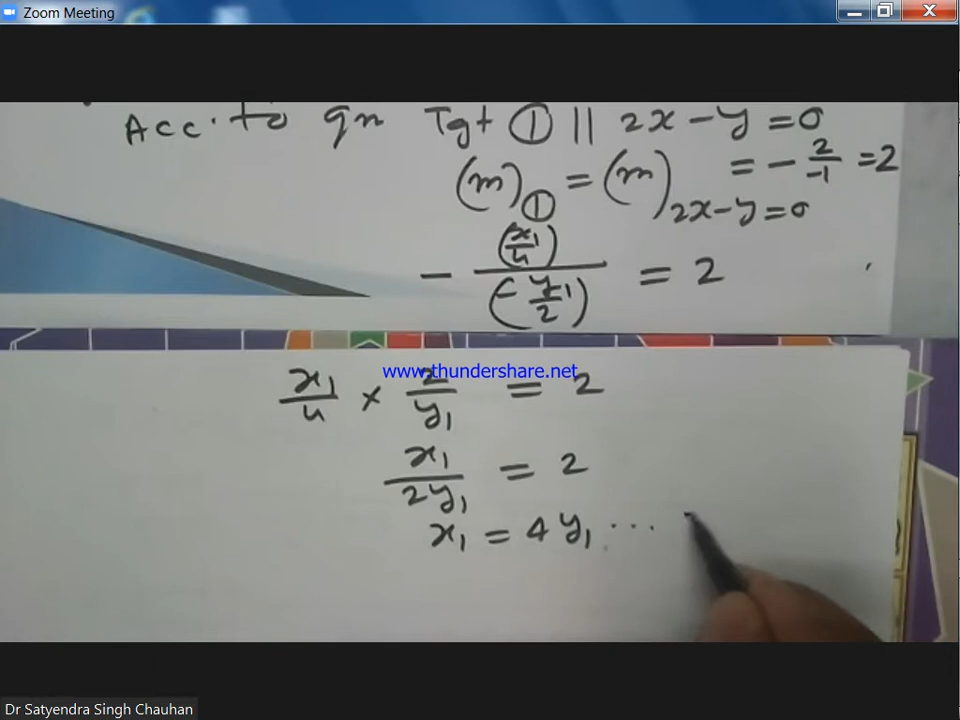 Zoom Meeting
Acc. to qn Tgt ① || 2x - y = 0
(m)① = (m)2x-y=0 = - 2/-1 = 2
- (x₁/4)/(- y₁/2) = 2
www.thundershare.net
x₁/4 × 2/y₁ = 2
x₁/2y₁ = 2
x₁ = 4y₁ ...
Dr Satyendra Singh Chauhan